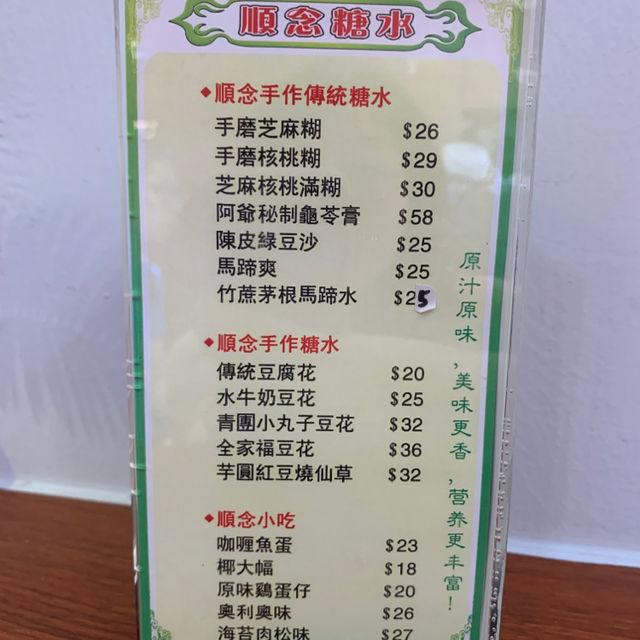 順念糖水
◆順念手作傳統糖水
手磨芝麻糊 $26
手磨核桃糊 $29
芝麻核桃滿糊 $30
阿爺秘制龜苓膏 $58
陳皮綠豆沙 $25
馬蹄爽 $25
竹蔗茅根馬蹄水 $25
◆順念手作糖水
傳統豆腐花 $20
水牛奶豆花 $25
青團小丸子豆花 $32
全家福豆花 $36
芋圓紅豆燒仙草 $32
◆順念小吃
咖喱魚蛋 $23
椰大幅 $18
原味鷄蛋仔 $20
奧利奧味 $26
海苔肉松味 $27
原汁原味,美味更香,营养更丰富!